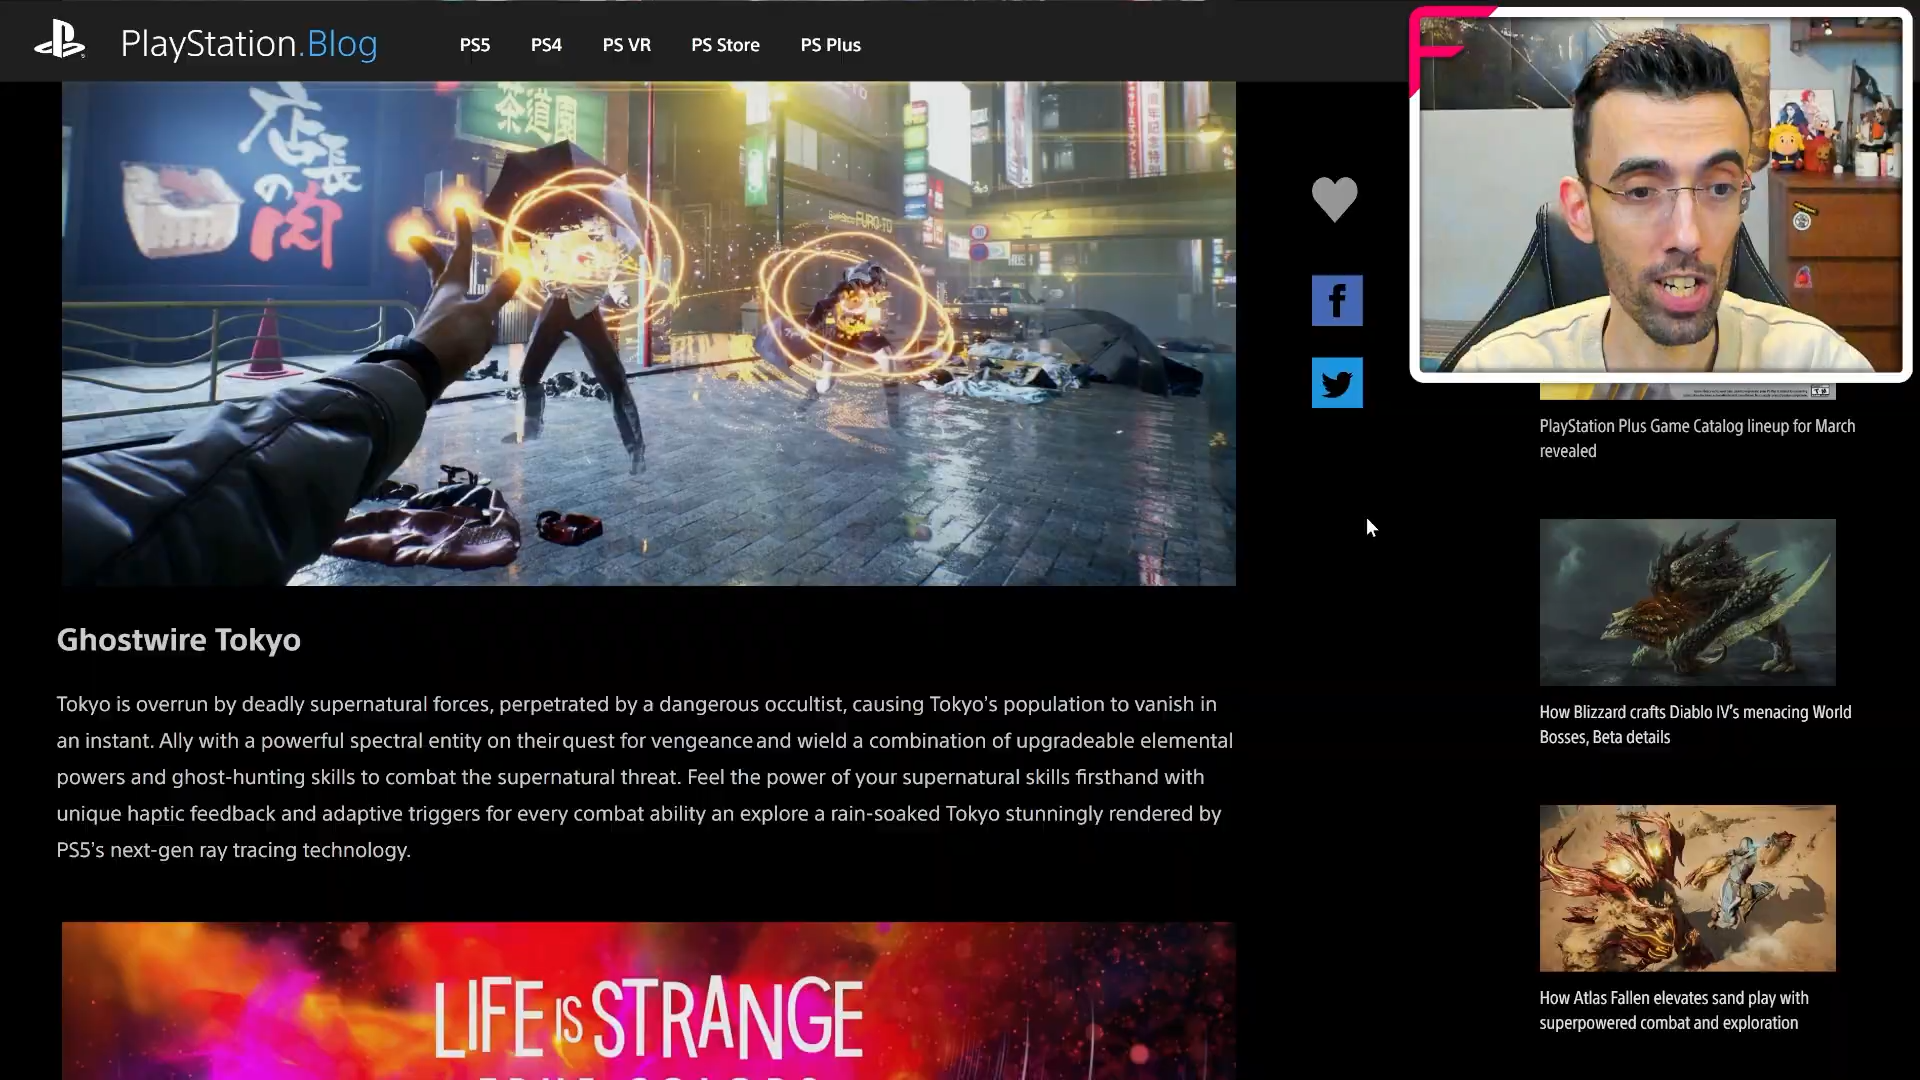 PlayStation.Blog
PS5
PS4
PS VR
PS Store
PS Plus
店長
の
肉
茶道園
FURO-TO
PlayStation Plus Game Catalog lineup for March
revealed
Ghostwire Tokyo
Tokyo is overrun by deadly supernatural forces, perpetrated by a dangerous occultist, causing Tokyo’s population to vanish in
an instant. Ally with a powerful spectral entity on their quest for vengeance and wield a combination of upgradeable elemental
powers and ghost-hunting skills to combat the supernatural threat. Feel the power of your supernatural skills firsthand with
unique haptic feedback and adaptive triggers for every combat ability an explore a rain-soaked Tokyo stunningly rendered by
PS5’s next-gen ray tracing technology.
How Blizzard crafts Diablo IV’s menacing World
Bosses, Beta details
LIFE IS STRANGE
How Atlas Fallen elevates sand play with
superpowered combat and exploration